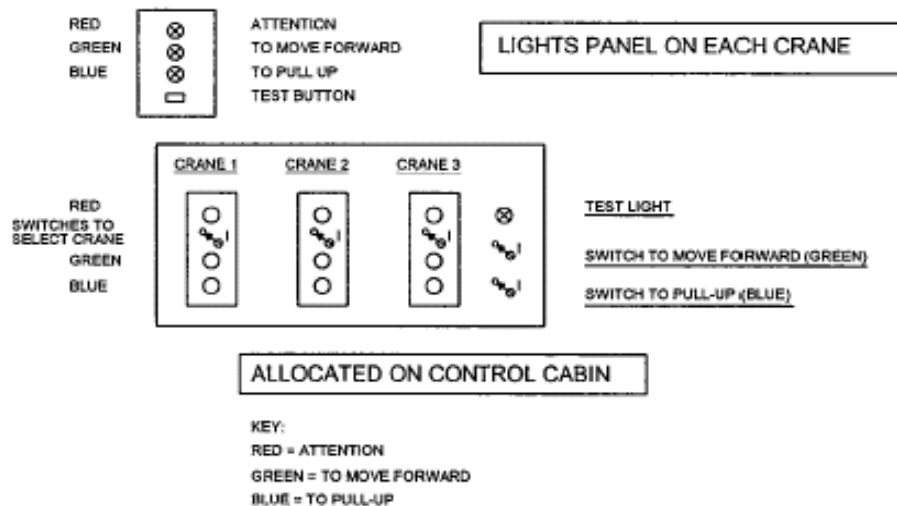 RED ATTENTION
GREEN TO MOVE FORWARD
BLUE TO PULL UP
TEST BUTTON
LIGHTS PANEL ON EACH CRANE
CRANE 1 CRANE 2 CRANE 3
RED TEST LIGHT
SWITCHES TO
SELECT CRANE
GREEN SWITCH TO MOVE FORWARD (GREEN)
BLUE SWITCH TO PULL-UP (BLUE)
ALLOCATED ON CONTROL CABIN
KEY:
RED = ATTENTION
GREEN = TO MOVE FORWARD
BLUE = TO PULL-UP